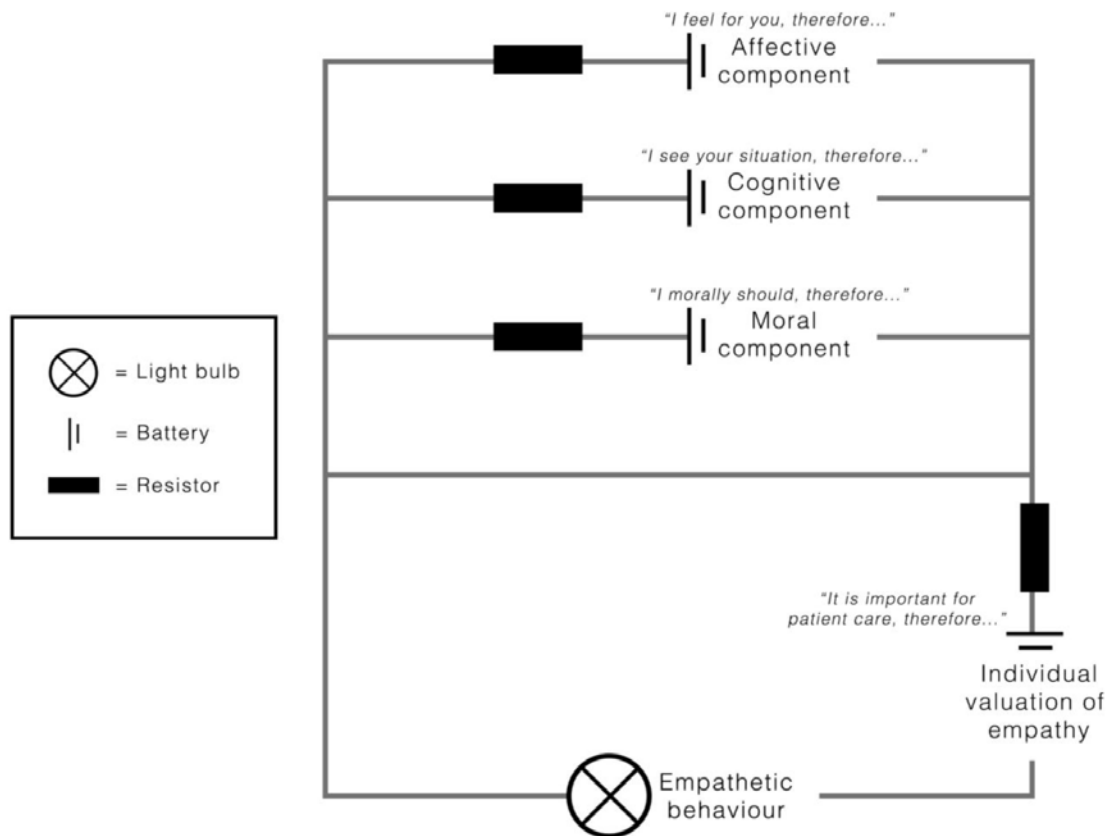 “I feel for you, therefore...”
Affective
component
“I see your situation, therefore...”
Cognitive
component
“I morally should, therefore...”
Moral
component
= Light bulb
= Battery
= Resistor
“It is important for
patient care, therefore...”
Individual
valuation of
empathy
Empathetic
behaviour